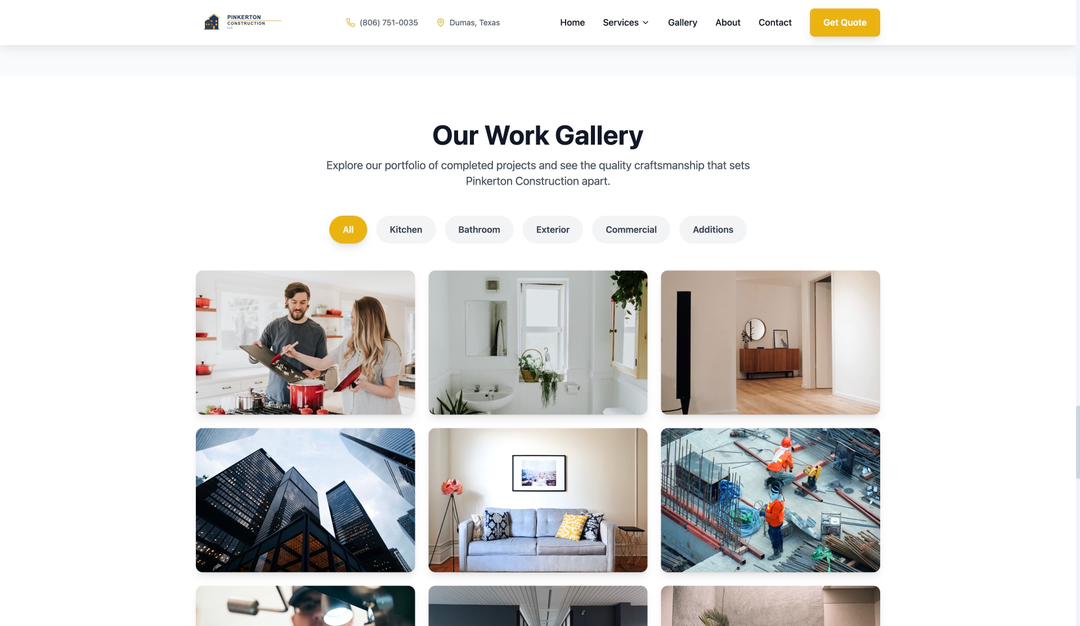 PINKERTON
CONSTRUCTION
LLC
(806) 751-0035
Dumas, Texas
Home
Services
Gallery
About
Contact
Get Quote
Our Work Gallery
Explore our portfolio of completed projects and see the quality craftsmanship that sets
Pinkerton Construction apart.
All
Kitchen
Bathroom
Exterior
Commercial
Additions